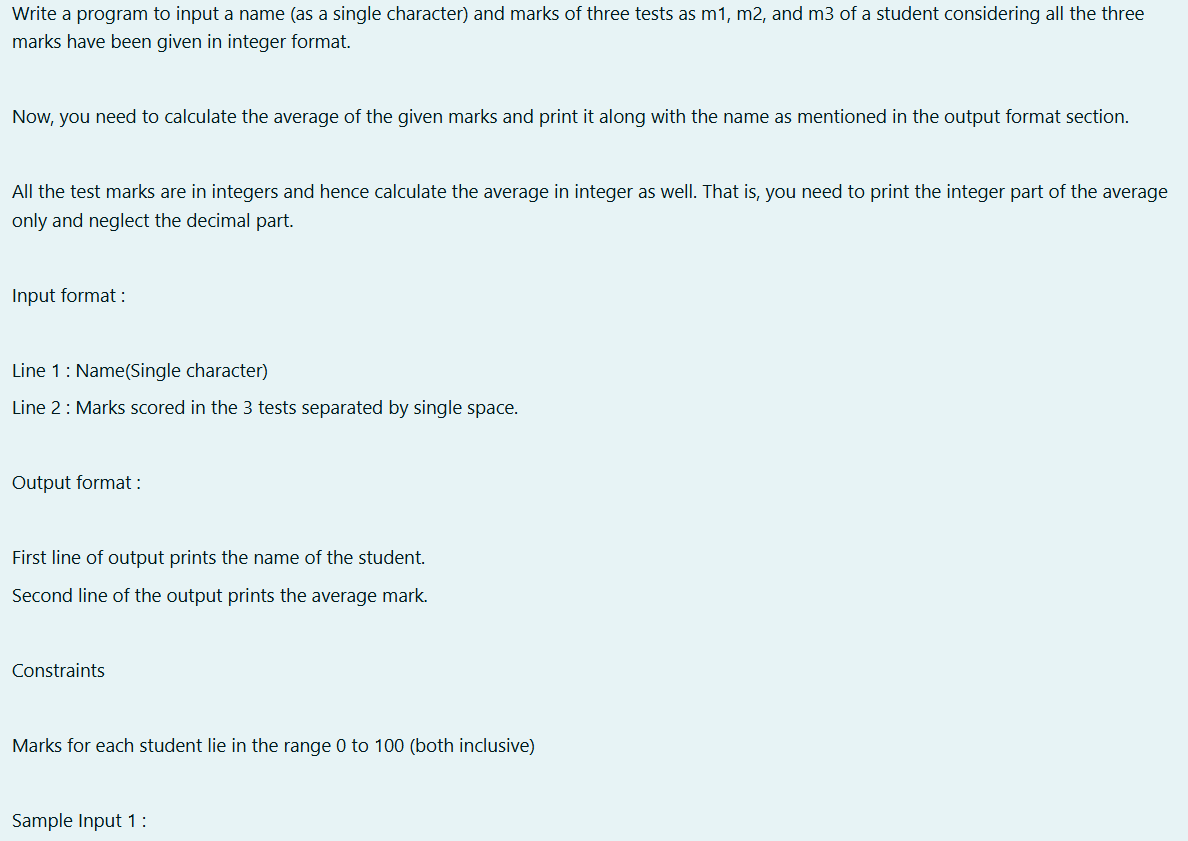 Write a program to input a name (as a single character) and marks of three tests as m1, m2, and m3 of a student considering all the three
marks have been given in integer format.
Now, you need to calculate the average of the given marks and print it along with the name as mentioned in the output format section.
All the test marks are in integers and hence calculate the average in integer as well. That is, you need to print the integer part of the average
only and neglect the decimal part.
Input format :
Line 1 : Name(Single character)
Line 2 : Marks scored in the 3 tests separated by single space.
Output format :
First line of output prints the name of the student.
Second line of the output prints the average mark.
Constraints
Marks for each student lie in the range 0 to 100 (both inclusive)
Sample Input 1 :